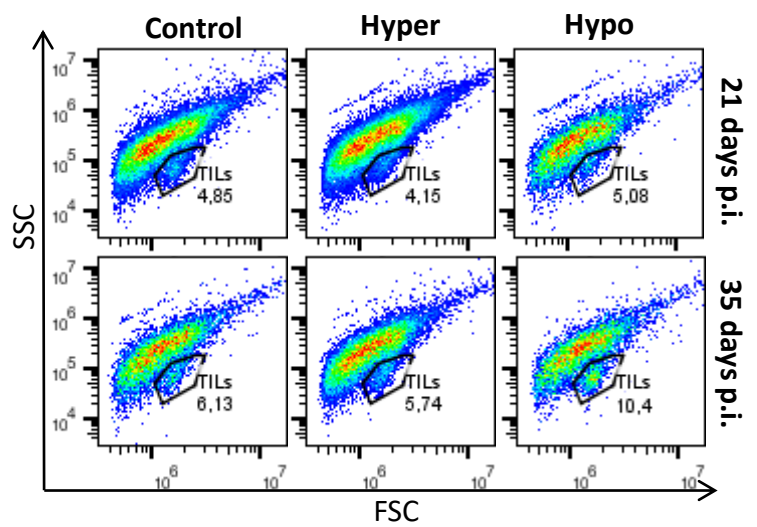 Control Hyper Hypo
10⁷
10⁶
10⁵
10⁴
TILs
4,85
TILs
4,15
TILs
5,08
21 days p.i.
SSC
10⁷
10⁶
10⁵
10⁴
TILs
6,13
TILs
5,74
TILs
10,4
35 days p.i.
10⁶ 10⁷ 10⁶ 10⁷ 10⁶ 10⁷
FSC